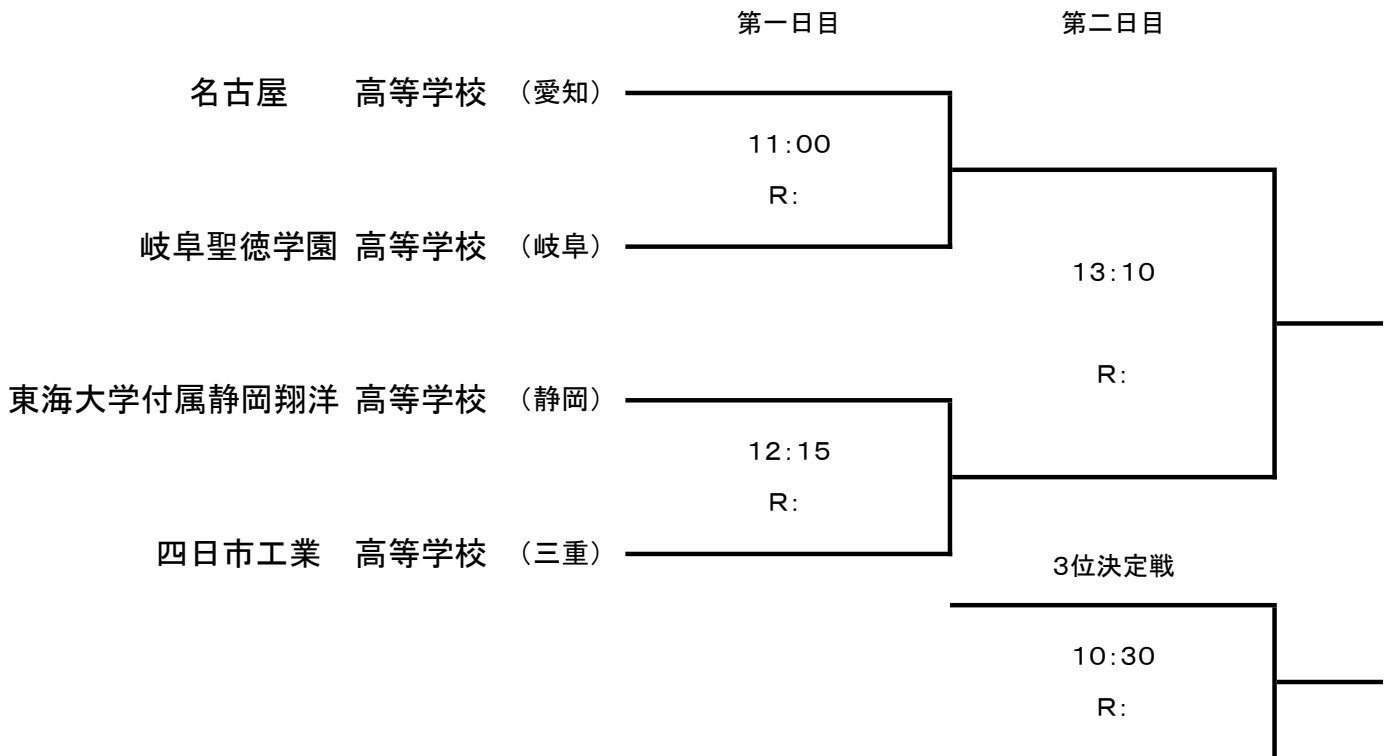 第一日目 第二日目
名古屋 高等学校 （愛知）
11:00
R:
岐阜聖徳学園 高等学校 （岐阜）
13:10
R:
東海大学付属静岡翔洋 高等学校 （静岡）
12:15
R:
四日市工業 高等学校 （三重）
3位決定戦
10:30
R: